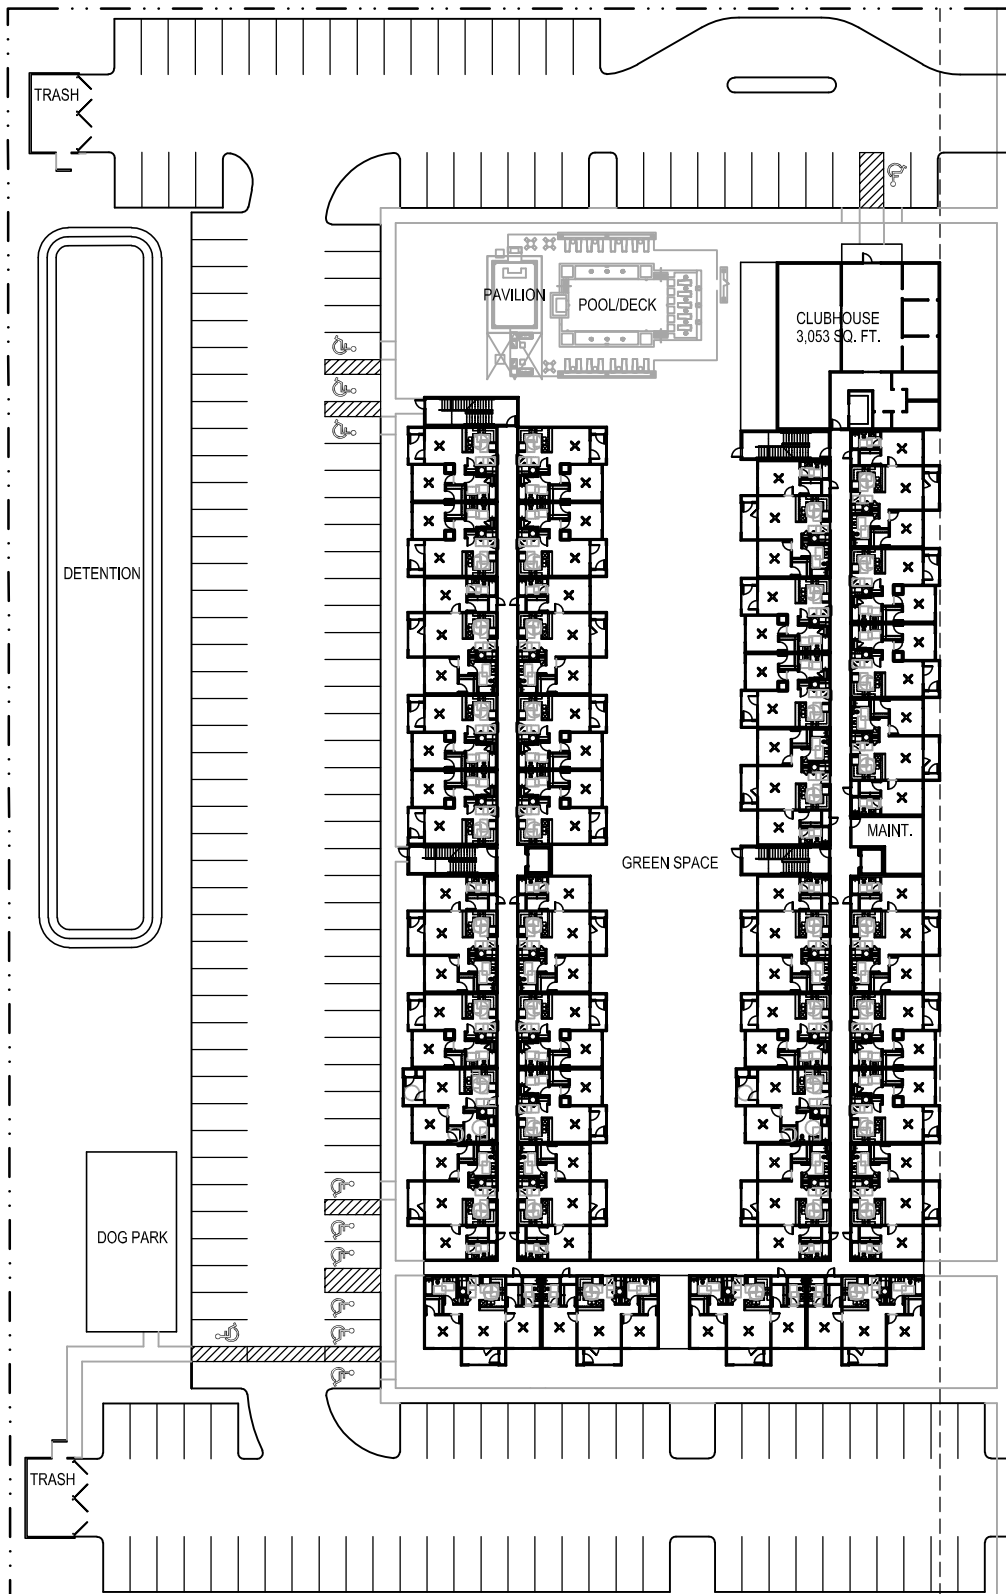 TRASH
PAVILION
POOL/DECK
CLUBHOUSE
3,053 SQ. FT.
DETENTION
MAINT.
GREEN SPACE
DOG PARK
TRASH